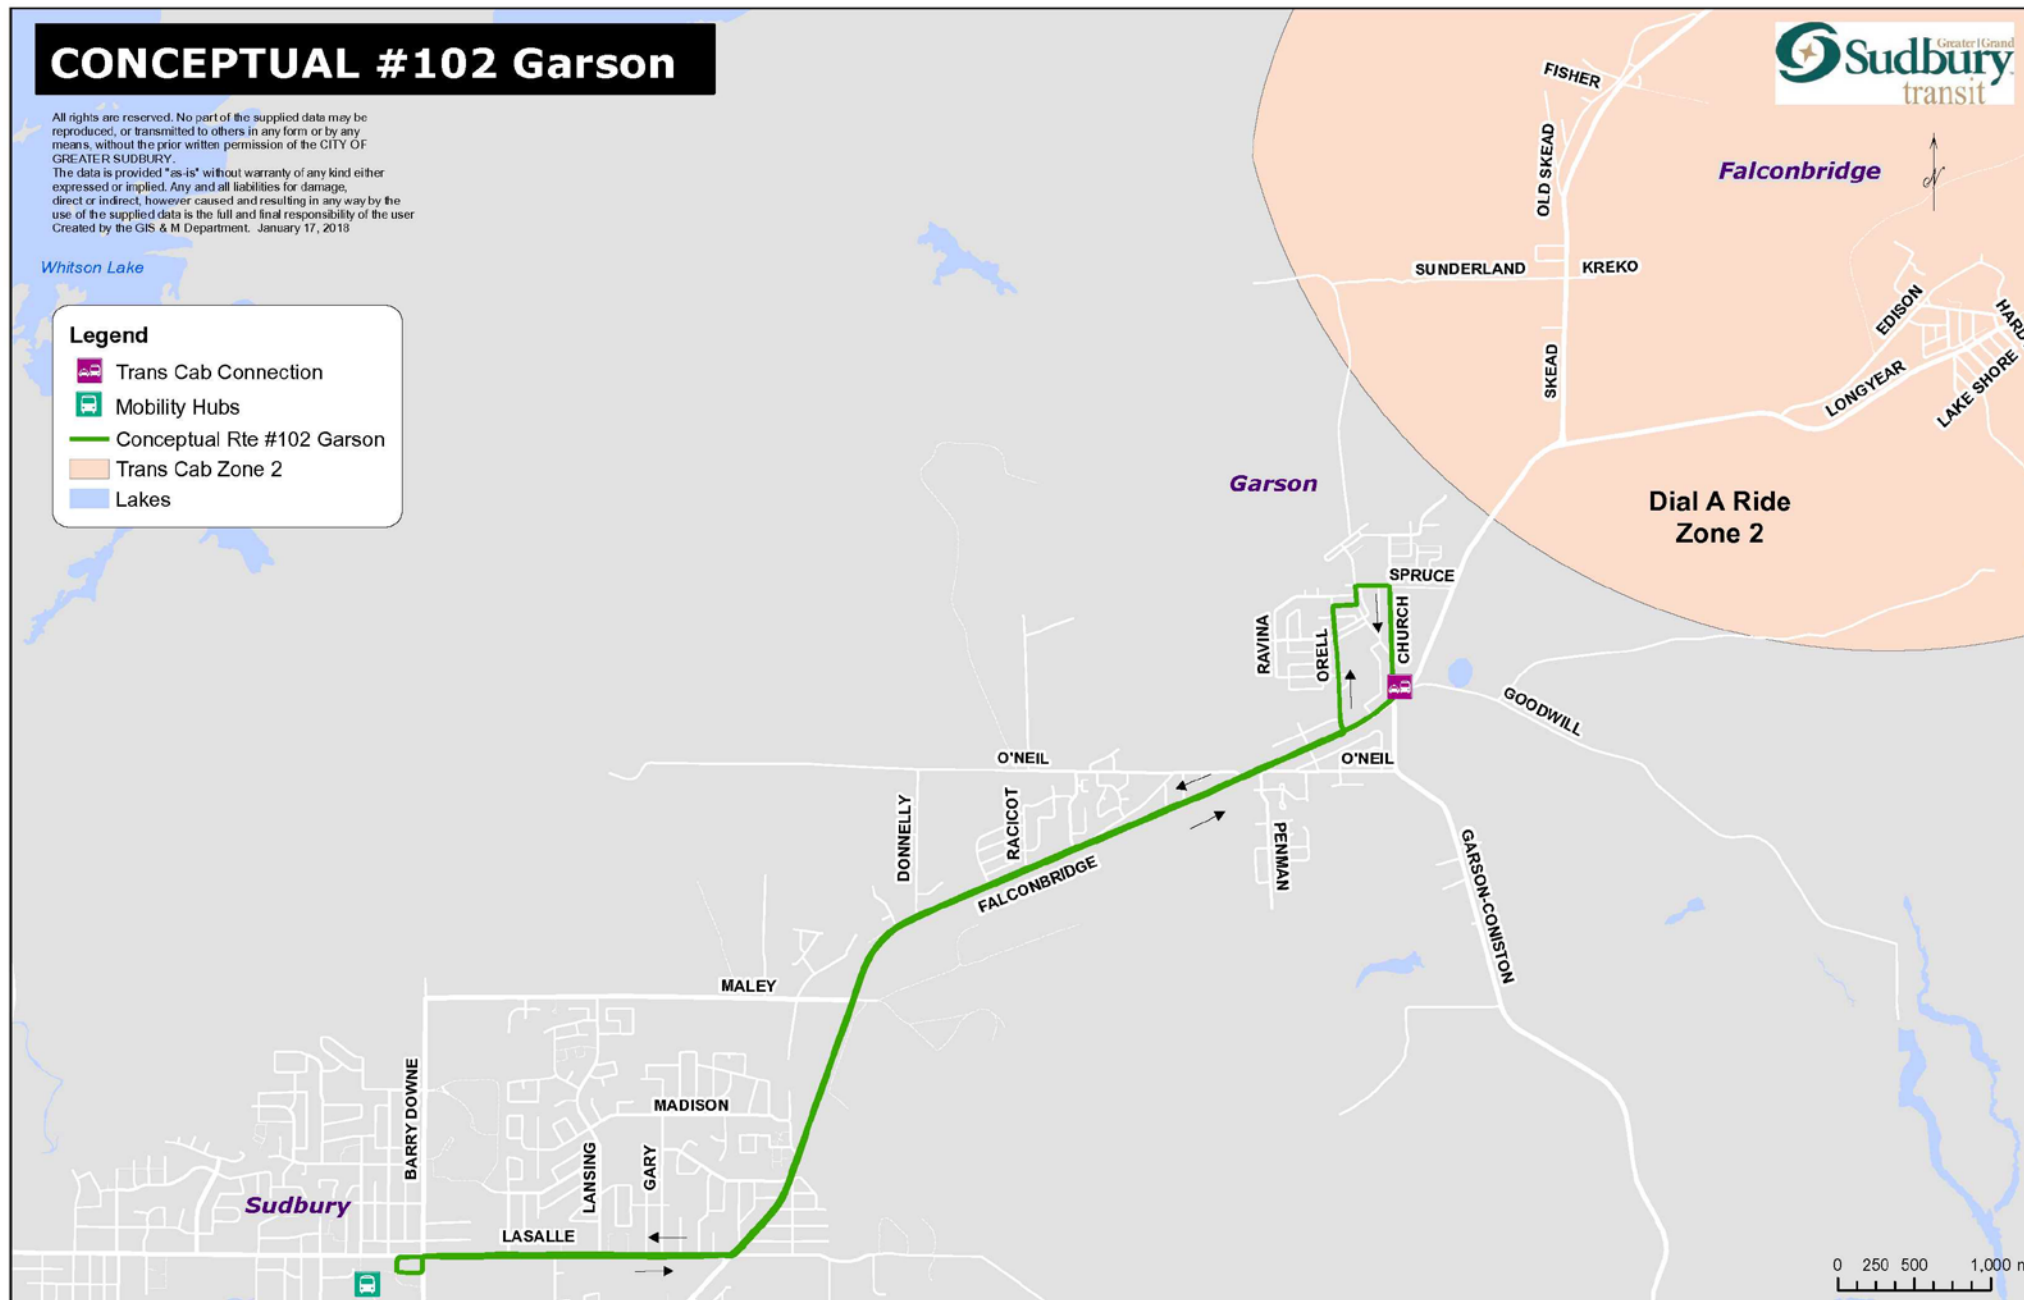 CONCEPTUAL #102 Garson
All rights are reserved. No part of the supplied data may be
reproduced, or transmitted to others in any form or by any
means, without the prior written permission of the CITY OF
GREATER SUDBURY.
The data is provided "as-is" without warranty of any kind either
expressed or implied. Any and all liabilities for damage,
direct or indirect, however caused and resulting in any way by the
use of the supplied data is the full and final responsibility of the user
Created by the GIS & M Department. January 17, 2018
Greater Grand
Sudbury
transit
N
Whitson Lake
Legend
Trans Cab Connection
Mobility Hubs
Conceptual Rte #102 Garson
Trans Cab Zone 2
Lakes
FISHER
OLD SKEAD
Falconbridge
SUNDERLAND
KREKO
EDISON
HARD
SKEAD
LONGYEAR
LAKE SHORE
Garson
Dial A Ride
Zone 2
SPRUCE
RAVINA
ORELL
CHURCH
GOODWILL
O'NEIL
O'NEIL
DONNELLY
RACICOT
PENMAN
FALCONBRIDGE
GARSON-CONISTON
MALEY
BARRY DOWNE
MADISON
LANSING
GARY
Sudbury
LASALLE
0 250 500 1,000 m